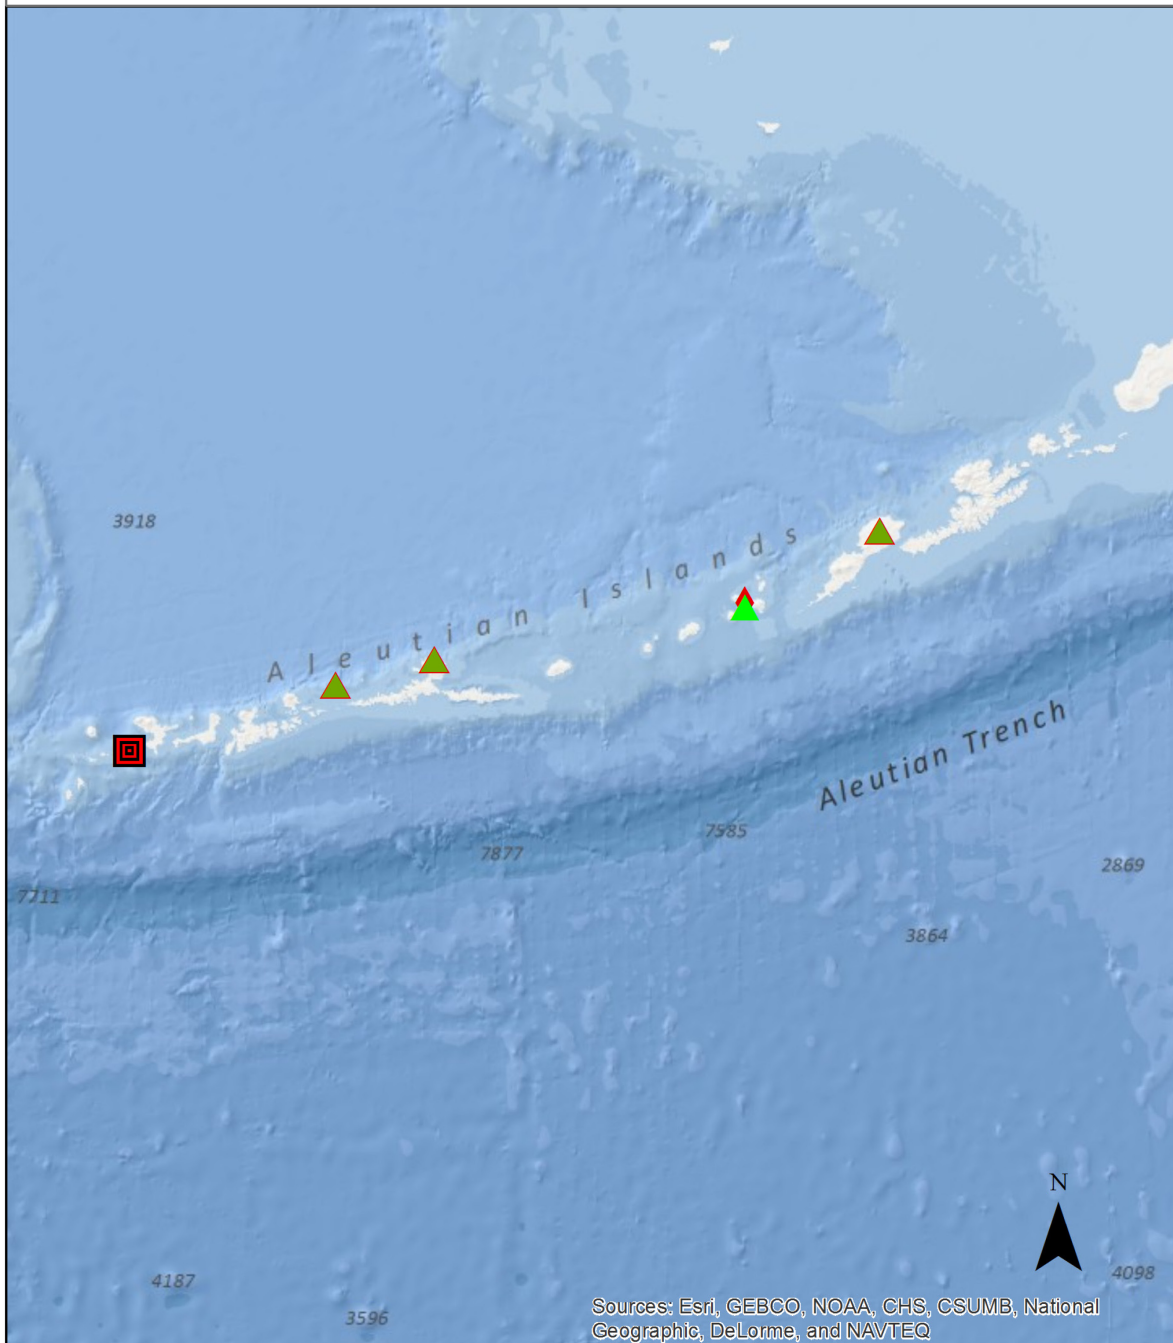 3918
Aleutian Islands
Aleutian Trench
7585
7877
2869
7711
3864
N
4098
4187
Sources: Esri, GEBCO, NOAA, CHS, CSUMB, National
3596
Geographic, DeLorme, and NAVTEQ